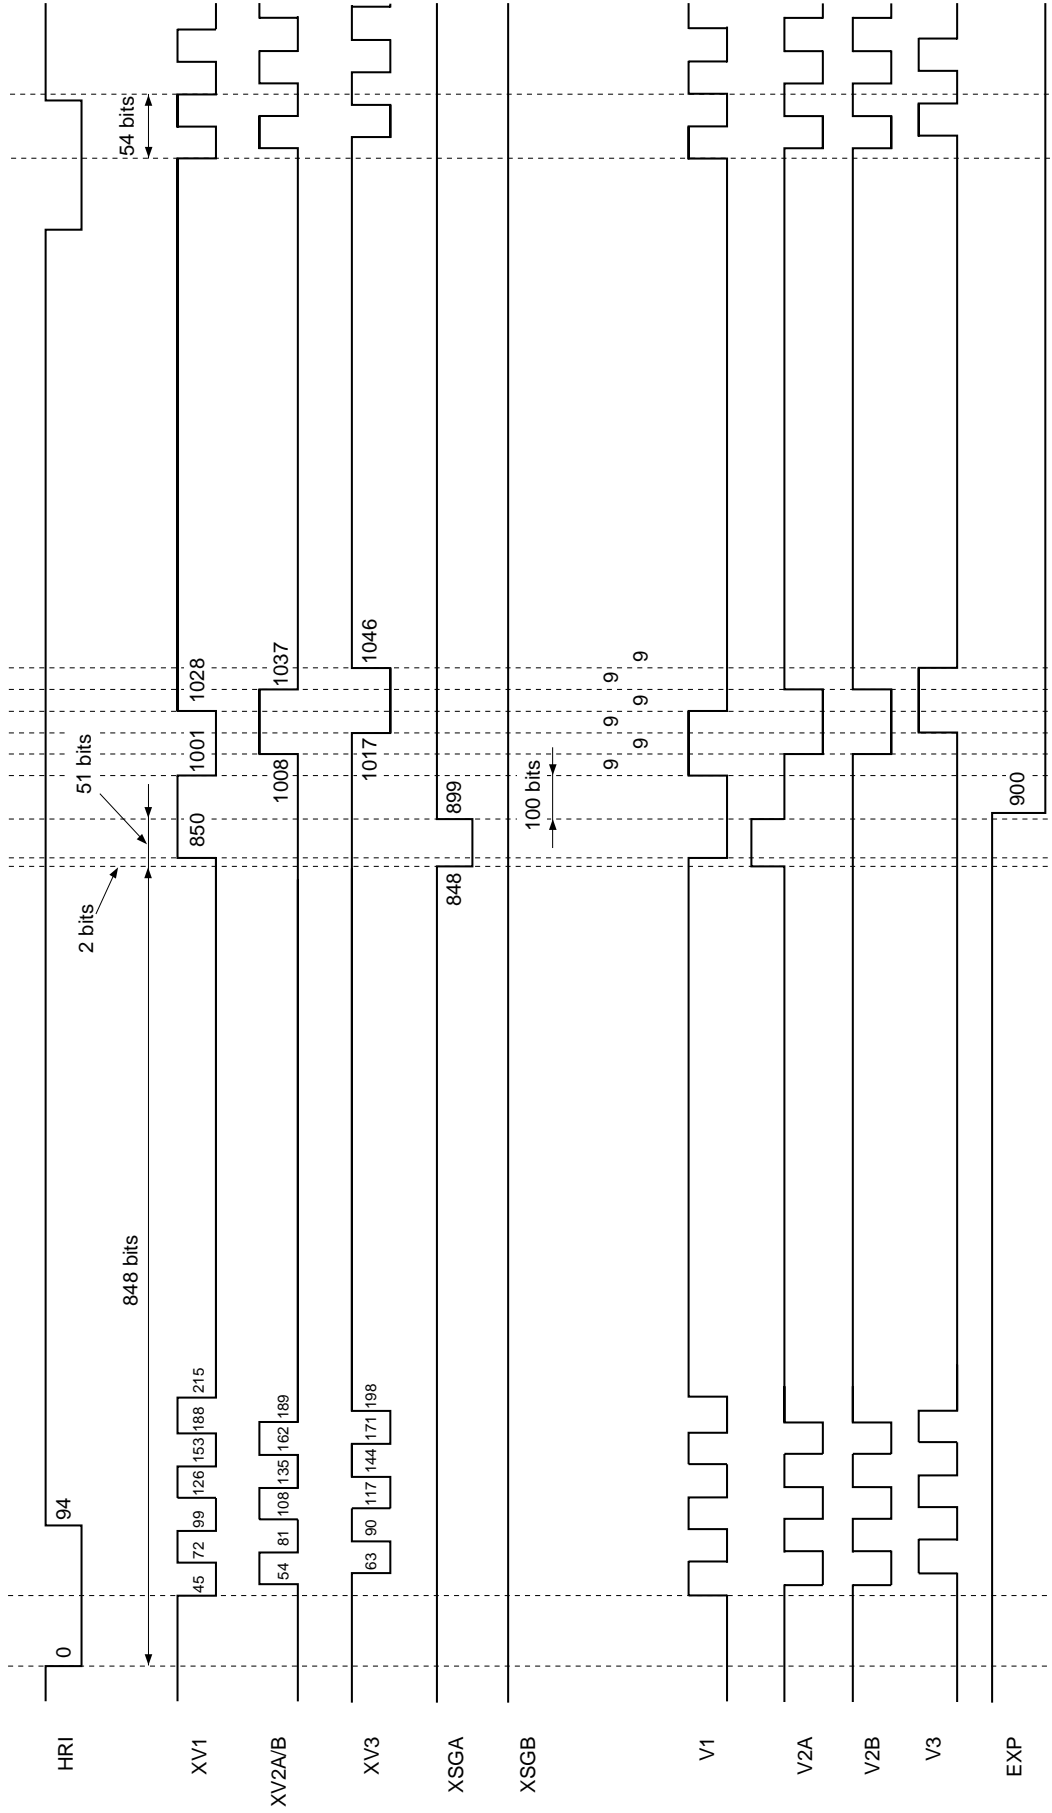 HRI
0
94
848 bits
2 bits
51 bits
54 bits
XV1
45
72
99
126
153
188
215
850
1001
1028
XV2A/B
54
81
108
135
162
189
1008
1037
XV3
63
90
117
144
171
198
1017
1046
XSGA
848
899
XSGB
100 bits
9
9
9
9
9
9
V1
V2A
V2B
V3
EXP
900